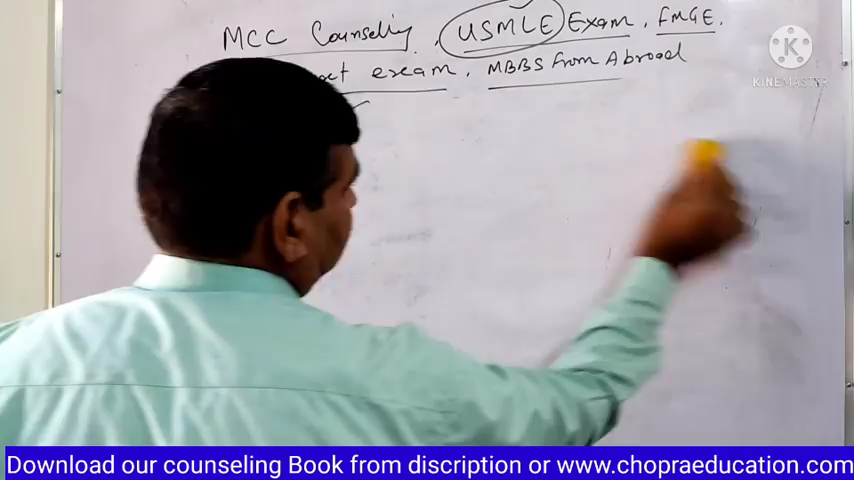 MCC Counseling, USMLE Exam, FMGE.
exam, MBBS from Abroad
KINEMASTER
Download our counseling Book from discription or www.chopraeducation.com